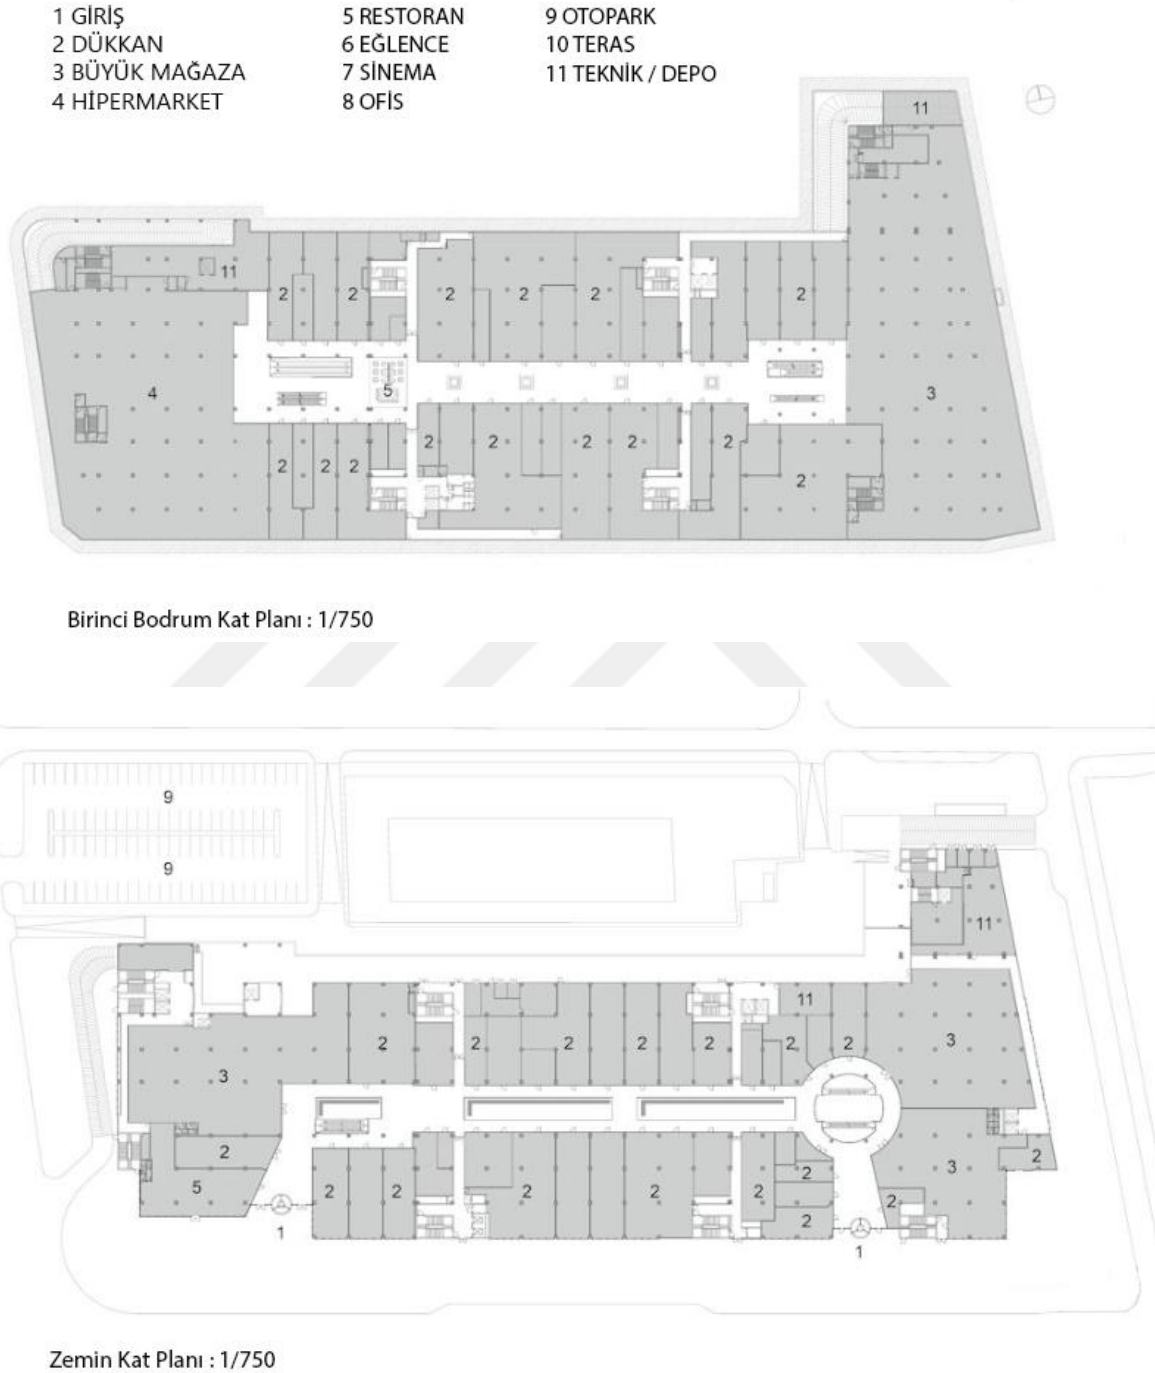 1 GİRİŞ
2 DÜKKAN
3 BÜYÜK MAĞAZA
4 HİPERMARKET
5 RESTORAN
6 EĞLENCE
7 SİNEMA
8 OFİS
9 OTOPARK
10 TERAS
11 TEKNİK / DEPO
11
11
2 2 2 2 2 2
4 5 3
2 2 2 2 2 2
2 2 2
Birinci Bodrum Kat Planı : 1/750
9
9
11
11
2 2 2 2 2 2 2 3
3
2 2 3
5 2 2 2 2 2 2
2 2
1 1
Zemin Kat Planı : 1/750